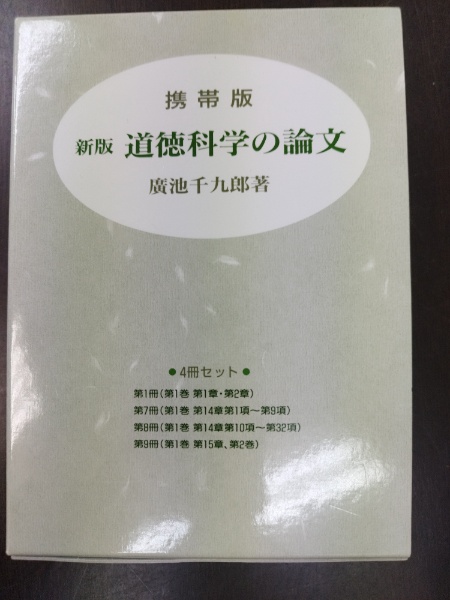 携帯版
新版 道徳科学の論文
廣池千九郎著
●4冊セット●
第1冊(第1巻 第1章・第2章)
第7冊(第1巻 第14章第1項〜第9項)
第8冊(第1巻 第14章第10項〜第32項)
第9冊(第1巻 第15章、第2巻)